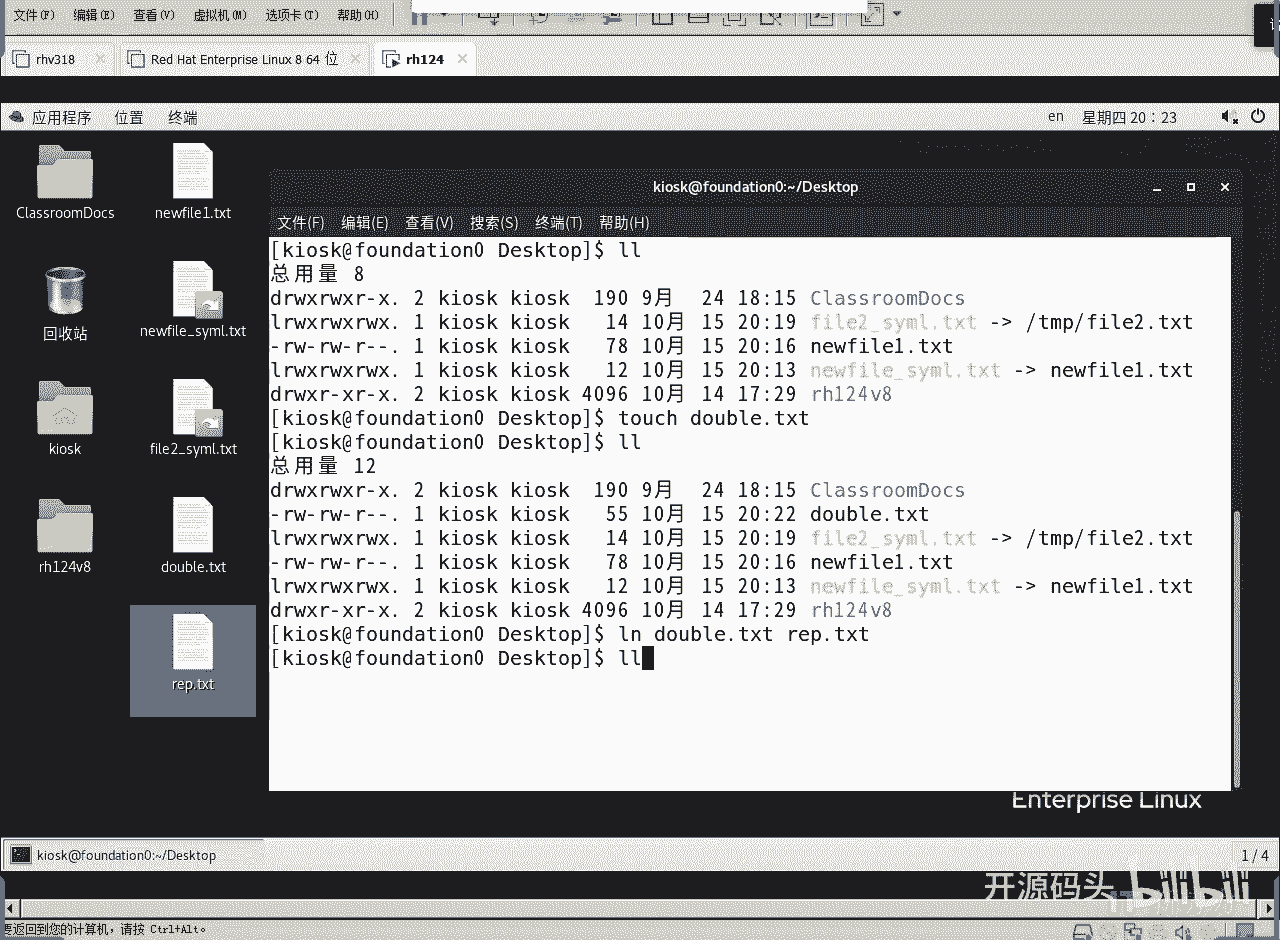 文件(F) 编辑(E) 查看(V) 虚拟机(M) 选项卡(T) 帮助(H)
rhv318 × Red Hat Enterprise Linux 8 64 位 × rh124 ×
应用程序 位置 终端 en 星期四 20：23
ClassroomDocs
newfile1.txt
回收站
newfile_syml.txt
kiosk
file2_syml.txt
rh124v8
double.txt
rep.txt
kiosk@foundation0:~/Desktop
文件(F) 编辑(E) 查看(V) 搜索(S) 终端(T) 帮助(H)
[kiosk@foundation0 Desktop]$ ll
总用量 8
drwxrwxr-x. 2 kiosk kiosk  190 9月   24 18:15 ClassroomDocs
lrwxrwxrwx. 1 kiosk kiosk   14 10月  15 20:19 file2_syml.txt -> /tmp/file2.txt
-rw-rw-r--. 1 kiosk kiosk   78 10月  15 20:16 newfile1.txt
lrwxrwxrwx. 1 kiosk kiosk   12 10月  15 20:13 newfile_syml.txt -> newfile1.txt
drwxr-xr-x. 2 kiosk kiosk 4096 10月  14 17:29 rh124v8
[kiosk@foundation0 Desktop]$ touch double.txt
[kiosk@foundation0 Desktop]$ ll
总用量 12
drwxrwxr-x. 2 kiosk kiosk  190 9月   24 18:15 ClassroomDocs
-rw-rw-r--. 1 kiosk kiosk   55 10月  15 20:22 double.txt
lrwxrwxrwx. 1 kiosk kiosk   14 10月  15 20:19 file2_syml.txt -> /tmp/file2.txt
-rw-rw-r--. 1 kiosk kiosk   78 10月  15 20:16 newfile1.txt
lrwxrwxrwx. 1 kiosk kiosk   12 10月  15 20:13 newfile_syml.txt -> newfile1.txt
drwxr-xr-x. 2 kiosk kiosk 4096 10月  14 17:29 rh124v8
[kiosk@foundation0 Desktop]$ ln double.txt rep.txt
[kiosk@foundation0 Desktop]$ ll
Enterprise Linux
kiosk@foundation0:~/Desktop 1 / 4
开源码头 bilibili
要返回到您的计算机，请按 Ctrl+Alt。